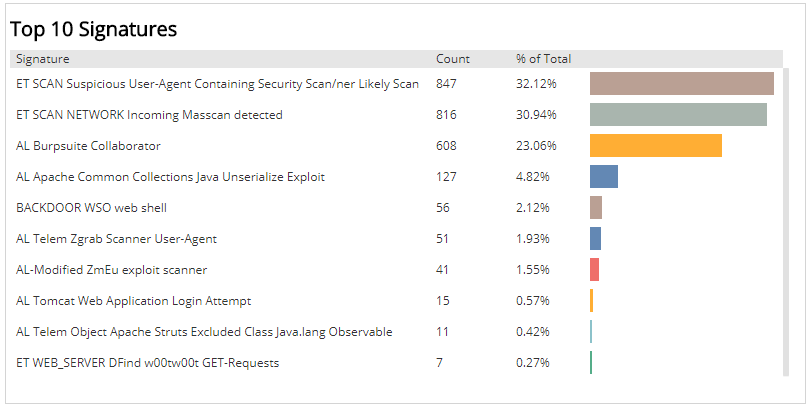 Top 10 Signatures
Signature Count % of Total
ET SCAN Suspicious User-Agent Containing Security Scan/ner Likely Scan 847 32.12%
ET SCAN NETWORK Incoming Masscan detected 816 30.94%
AL Burpsuite Collaborator 608 23.06%
AL Apache Common Collections Java Unserialize Exploit 127 4.82%
BACKDOOR WSO web shell 56 2.12%
AL Telem Zgrab Scanner User-Agent 51 1.93%
AL-Modified ZmEu exploit scanner 41 1.55%
AL Tomcat Web Application Login Attempt 15 0.57%
AL Telem Object Apache Struts Excluded Class Java.lang Observable 11 0.42%
ET WEB_SERVER DFind w00tw00t GET-Requests 7 0.27%